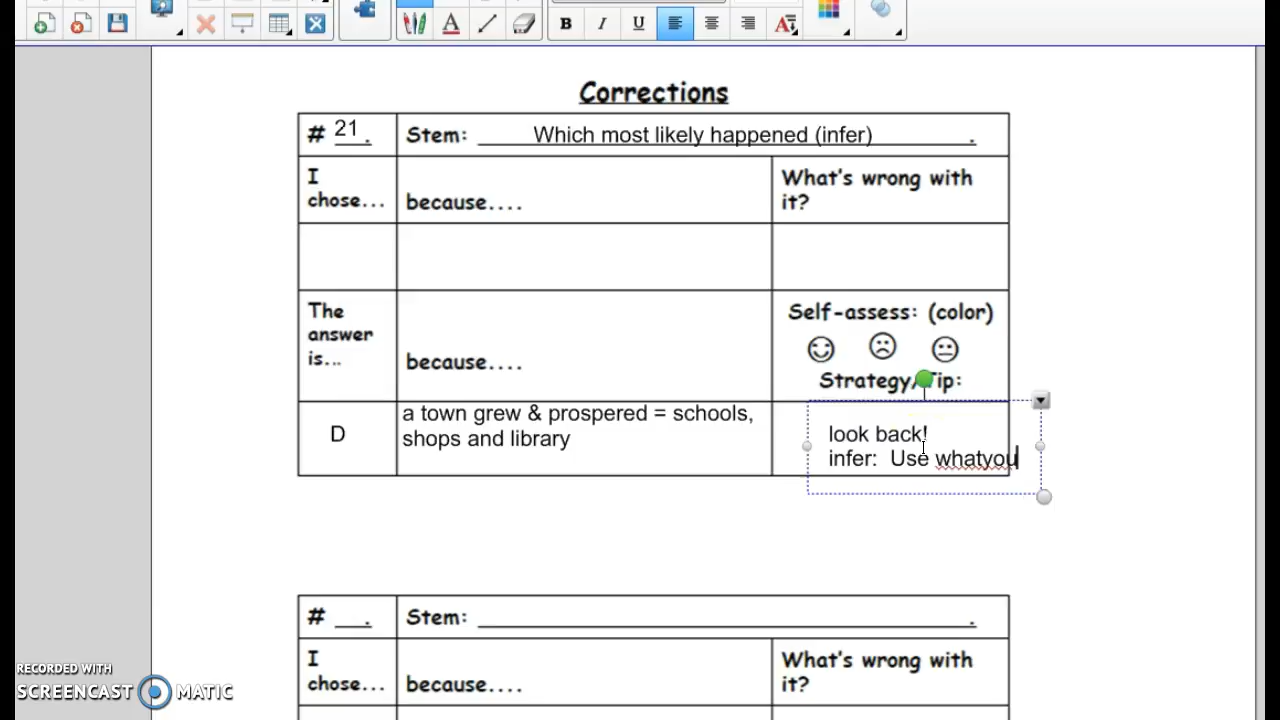 B I U
Corrections
# 21. Stem: Which most likely happened (infer).
I chose... because.... What's wrong with it?
The answer is... because.... Self-assess: (color)
Strategy/Tip:
D a town grew & prospered = schools, shops and library
look back!
infer: Use whatyou
# ___. Stem: ___.
I chose... because.... What's wrong with it?
RECORDED WITH
SCREENCAST MATIC